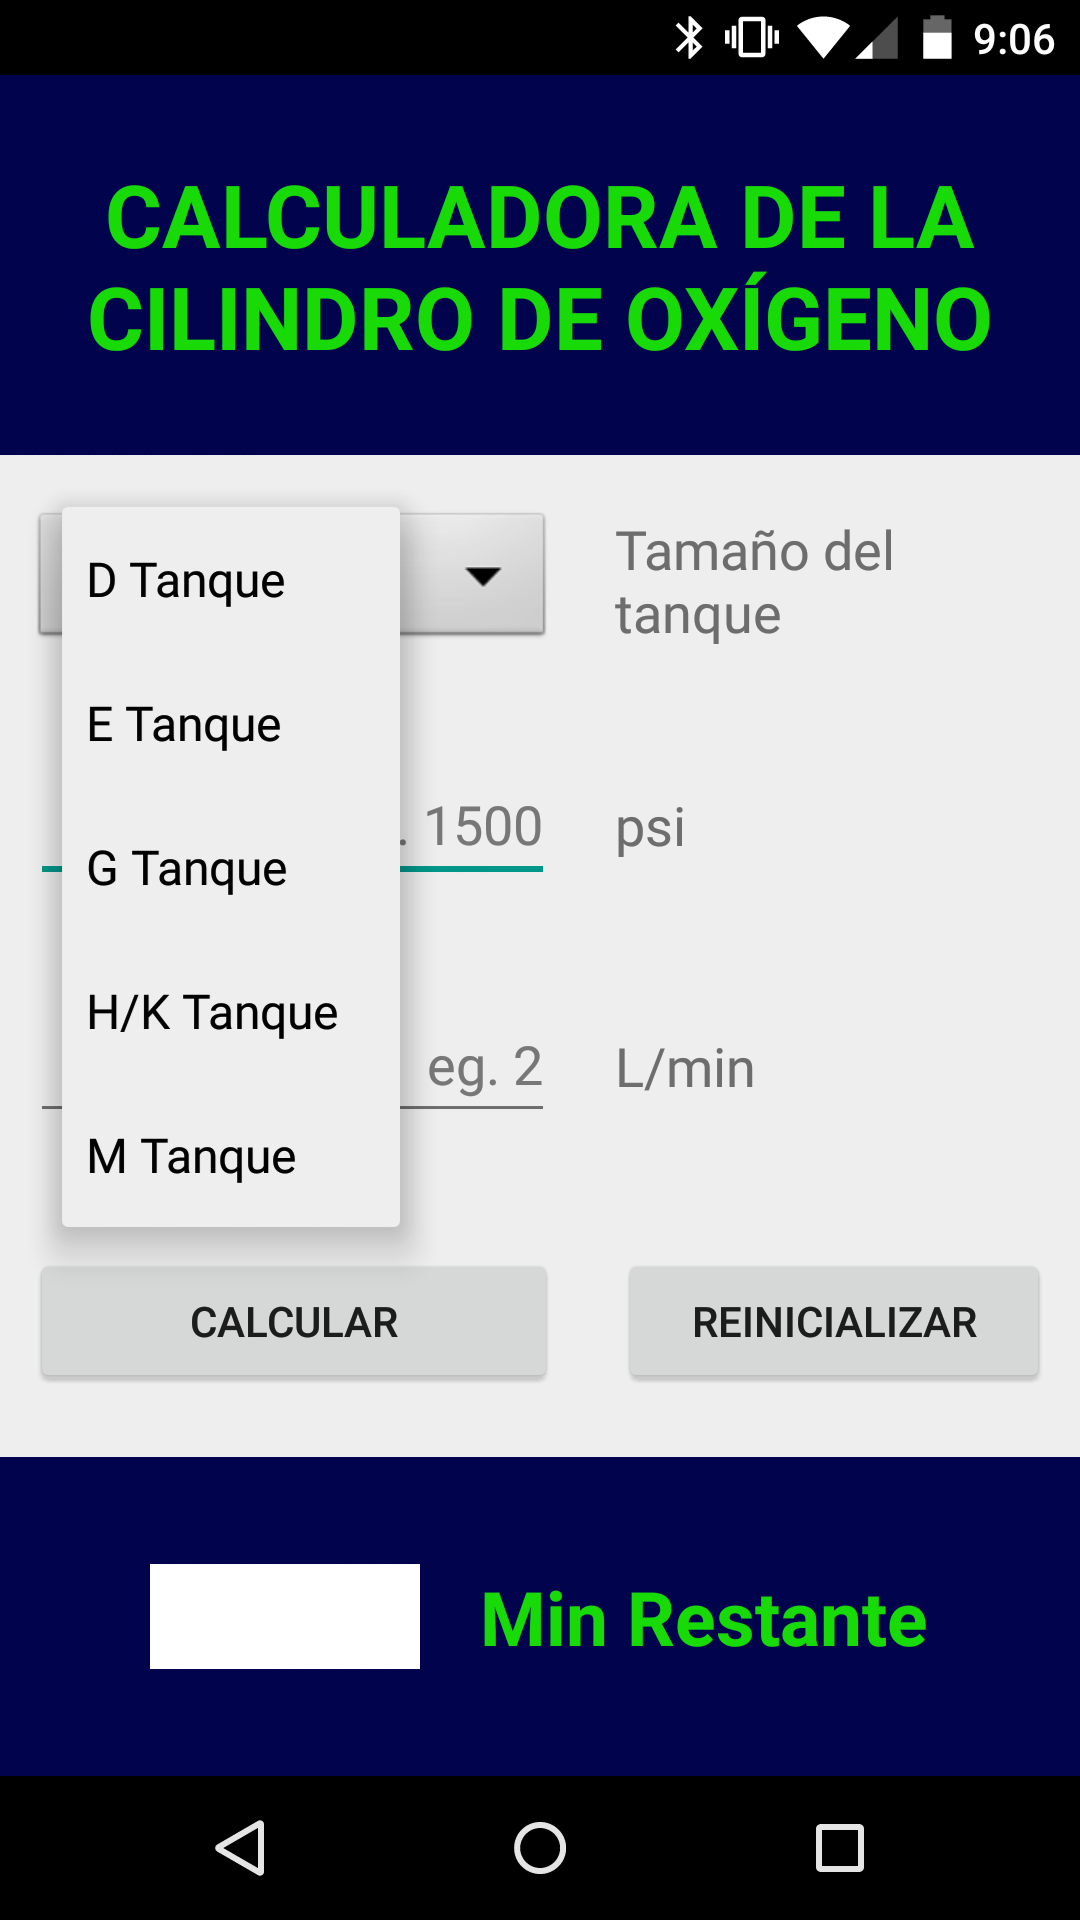 9:06
CALCULADORA DE LA
CILINDRO DE OXÍGENO
D Tanque
Tamaño del
tanque
E Tanque
. 1500
psi
G Tanque
H/K Tanque
eg. 2
L/min
M Tanque
CALCULAR
REINICIALIZAR
Min Restante